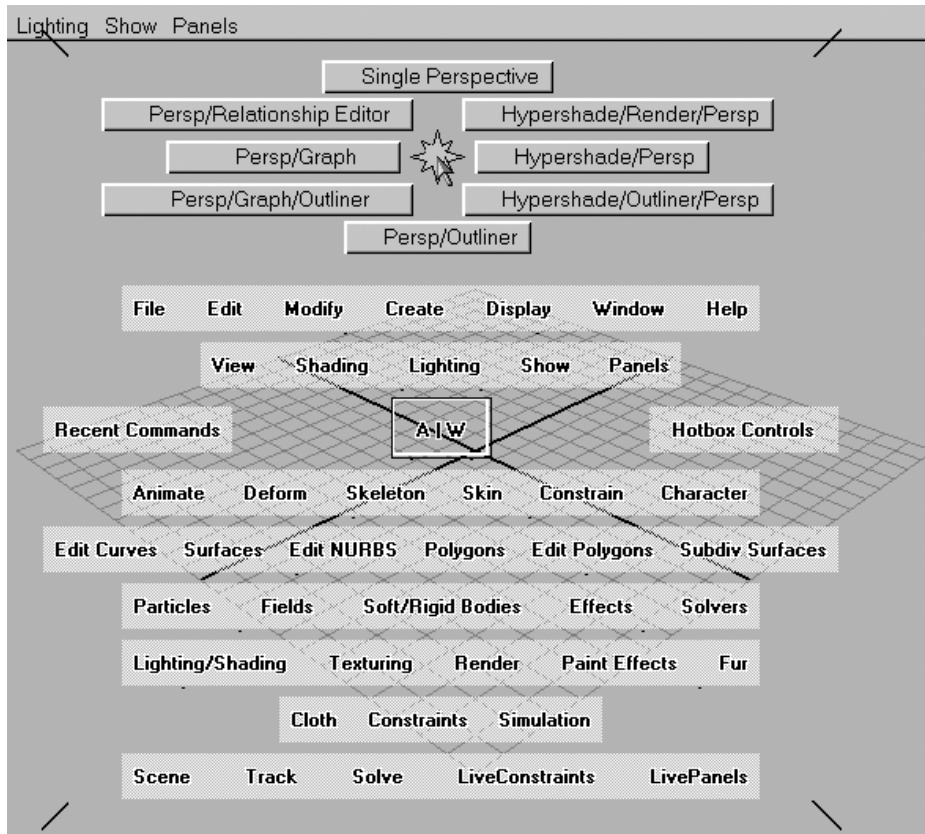 Lighting Show Panels
Single Perspective
Persp/Relationship Editor Hypershade/Render/Persp
Persp/Graph Hypershade/Persp
Persp/Graph/Outliner Hypershade/Outliner/Persp
Persp/Outliner
File Edit Modify Create Display Window Help
View Shading Lighting Show Panels
Recent Commands A|W Hotbox Controls
Animate Deform Skeleton Skin Constrain Character
Edit Curves Surfaces Edit NURBS Polygons Edit Polygons Subdiv Surfaces
Particles Fields Soft/Rigid Bodies Effects Solvers
Lighting/Shading Texturing Render Paint Effects Fur
Cloth Constraints Simulation
Scene Track Solve LiveConstraints LivePanels